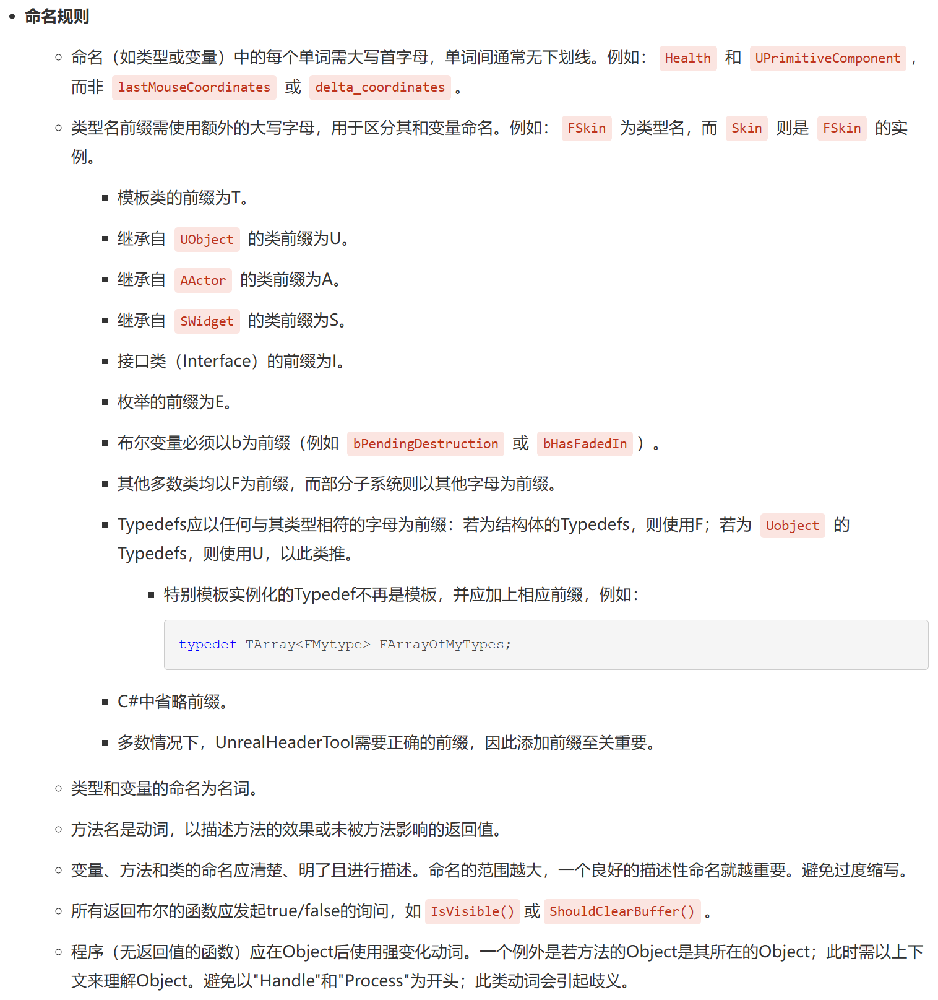 命名规则
命名（如类型或变量）中的每个单词需大写首字母，单词间通常无下划线。例如： Health 和 UPrimitiveComponent ，
而非 lastMouseCoordinates 或 delta_coordinates 。
类型名前缀需使用额外的大写字母，用于区分其和变量命名。例如： FSkin 为类型名，而 Skin 则是 FSkin 的实
例。
模板类的前缀为T。
继承自 UObject 的类前缀为U。
继承自 AActor 的类前缀为A。
继承自 SWidget 的类前缀为S。
接口类（Interface）的前缀为I。
枚举的前缀为E。
布尔变量必须以b为前缀（例如 bPendingDestruction 或 bHasFadedIn ）。
其他多数类均以F为前缀，而部分子系统则以其他字母为前缀。
Typedefs应以任何与其类型相符的字母为前缀：若为结构体的Typedefs，则使用F；若为 Uobject 的
Typedefs，则使用U，以此类推。
特别模板实例化的Typedef不再是模板，并应加上相应前缀，例如：
typedef TArray<FMytype> FArrayOfMyTypes;
C#中省略前缀。
多数情况下，UnrealHeaderTool需要正确的前缀，因此添加前缀至关重要。
类型和变量的命名为名词。
方法名是动词，以描述方法的效果或未被方法影响的返回值。
变量、方法和类的命名应清楚、明了且进行描述。命名的范围越大，一个良好的描述性命名就越重要。避免过度缩写。
所有返回布尔的函数应发起true/false的询问，如 IsVisible() 或 ShouldClearBuffer() 。
程序（无返回值的函数）应在Object后使用强变化动词。一个例外是若方法的Object是其所在的Object；此时需以上下
文来理解Object。避免以"Handle"和"Process"为开头；此类动词会引起歧义。